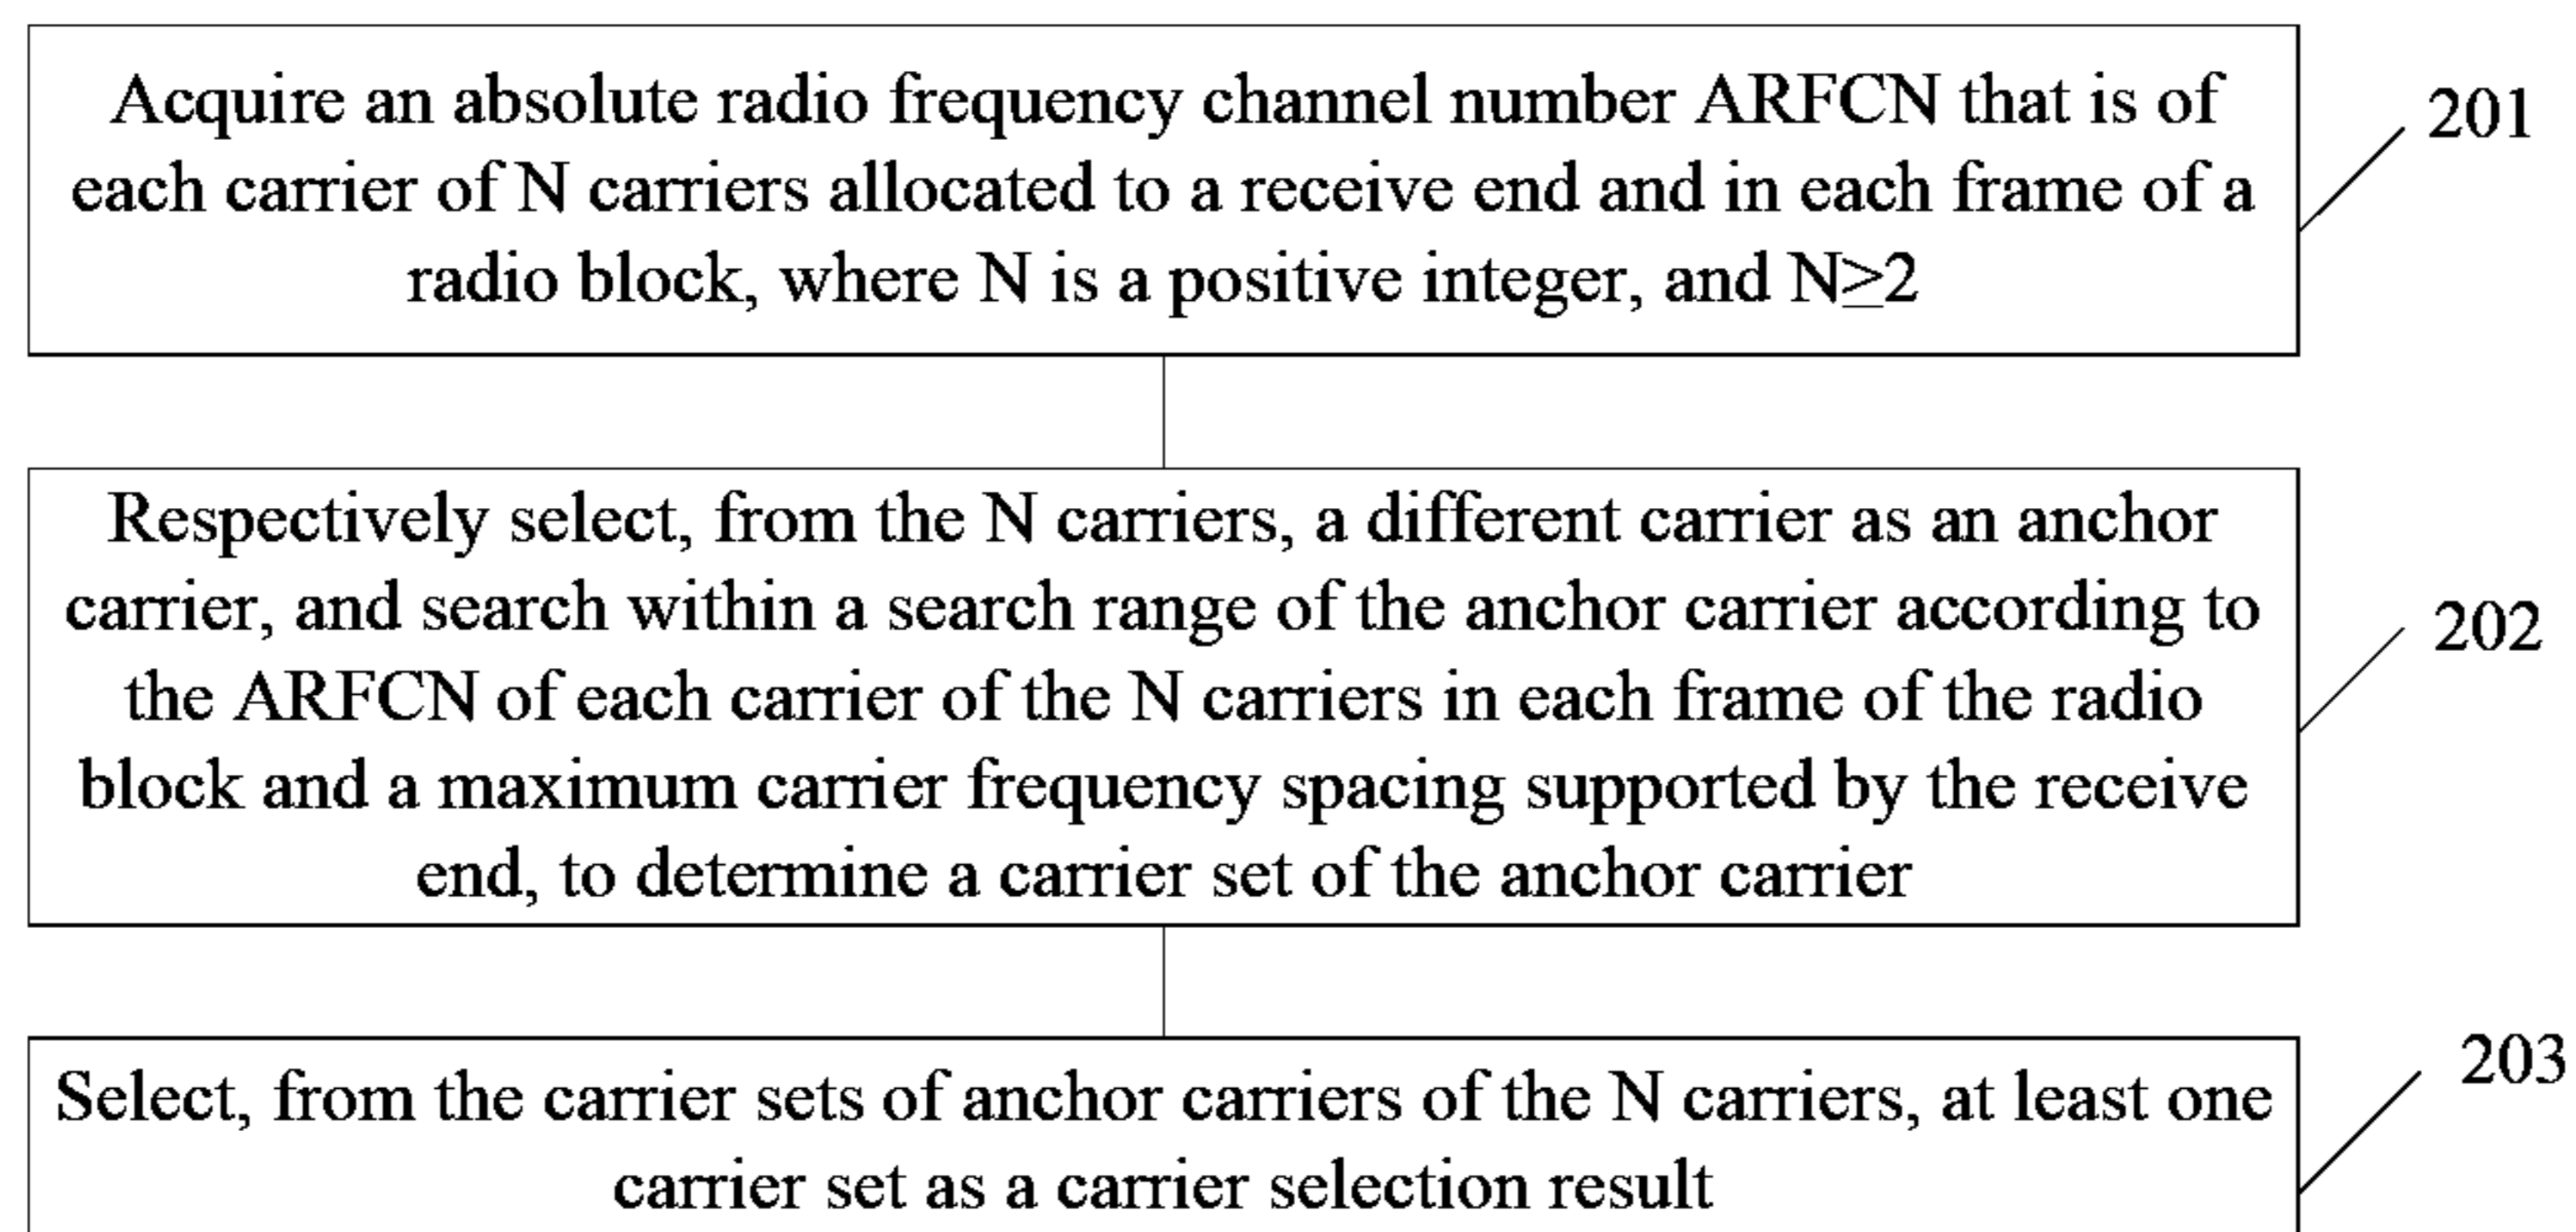 Acquire an absolute radio frequency channel number ARFCN that is of
each carrier of N carriers allocated to a receive end and in each frame of a
radio block, where N is a positive integer, and N≥2
201
Respectively select, from the N carriers, a different carrier as an anchor
carrier, and search within a search range of the anchor carrier according to
the ARFCN of each carrier of the N carriers in each frame of the radio
block and a maximum carrier frequency spacing supported by the receive
end, to determine a carrier set of the anchor carrier
202
Select, from the carrier sets of anchor carriers of the N carriers, at least one
carrier set as a carrier selection result
203